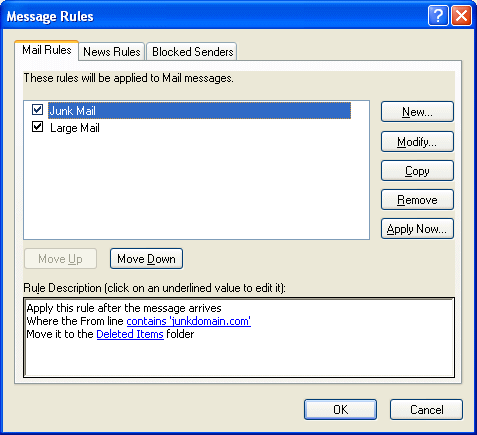 Message Rules
Mail Rules News Rules Blocked Senders
These rules will be applied to Mail messages.
Junk Mail
Large Mail
New...
Modify...
Copy
Remove
Apply Now...
Move Up Move Down
Rule Description (click on an underlined value to edit it):
Apply this rule after the message arrives
Where the From line contains 'junkdomain.com'
Move it to the Deleted Items folder
OK Cancel